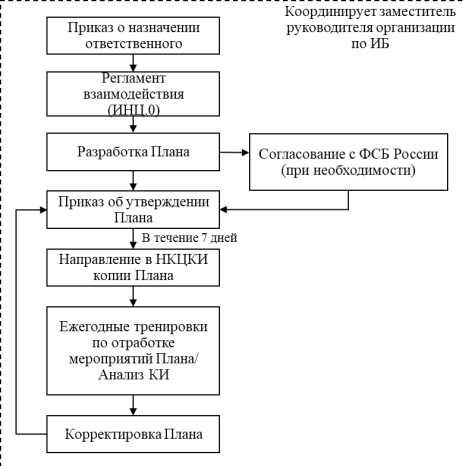 Координирует заместитель
руководителя организации
по ИБ
Приказ о назначении
ответственного
Регламент
взаимодействия
(ИНЦ.0)
Разработка Плана
Согласование с ФСБ России
(при необходимости)
Приказ об утверждении
Плана
В течение 7 дней
Направление в НКЦКИ
копии Плана
Ежегодные тренировки
по отработке
мероприятий Плана/
Анализ КИ
Корректировка Плана